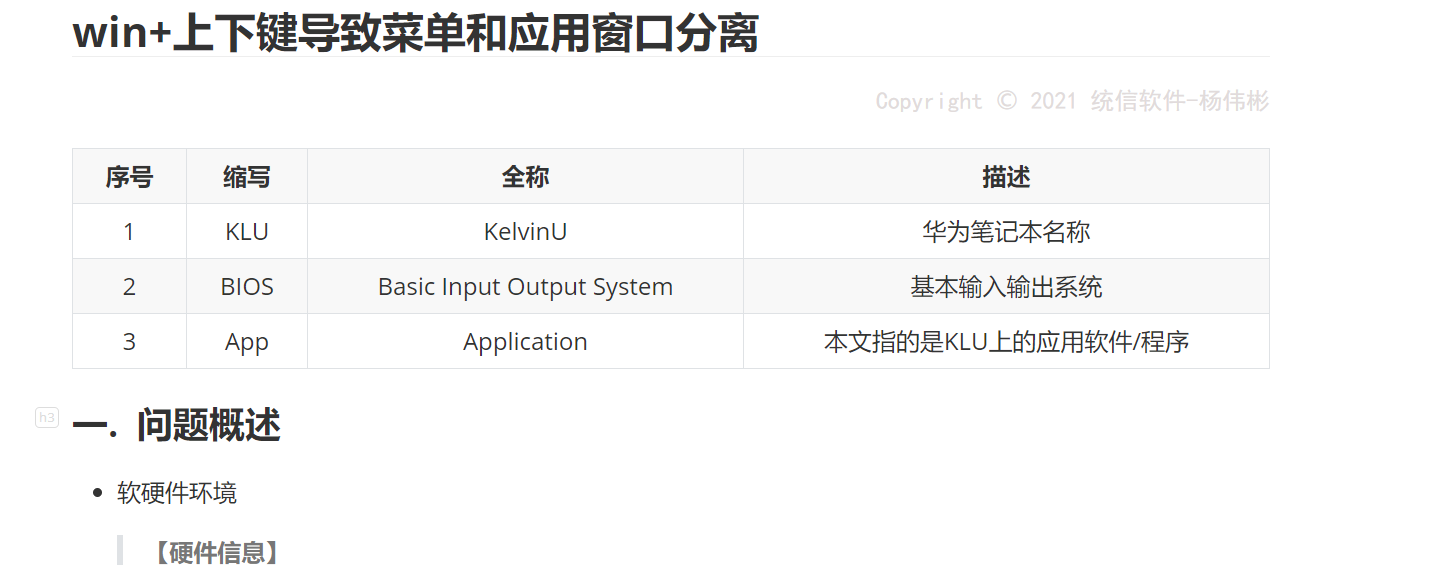 win+上下键导致菜单和应用窗口分离
Copyright © 2021 统信软件-杨伟彬
序号 缩写 全称 描述
1 KLU KelvinU 华为笔记本名称
2 BIOS Basic Input Output System 基本输入输出系统
3 App Application 本文指的是KLU上的应用软件/程序
h3 一. 问题概述
软硬件环境
【硬件信息】